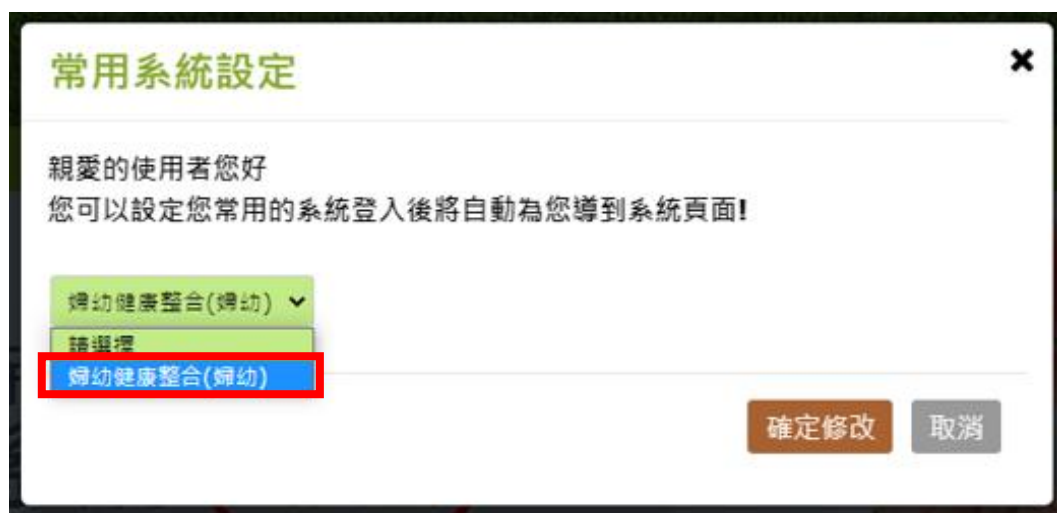 常用系統設定
親愛的使用者您好
您可以設定您常用的系統登入後將自動為您導到系統頁面!
婦幼健康整合(婦幼)
請選擇
婦幼健康整合(婦幼)
確定修改
取消